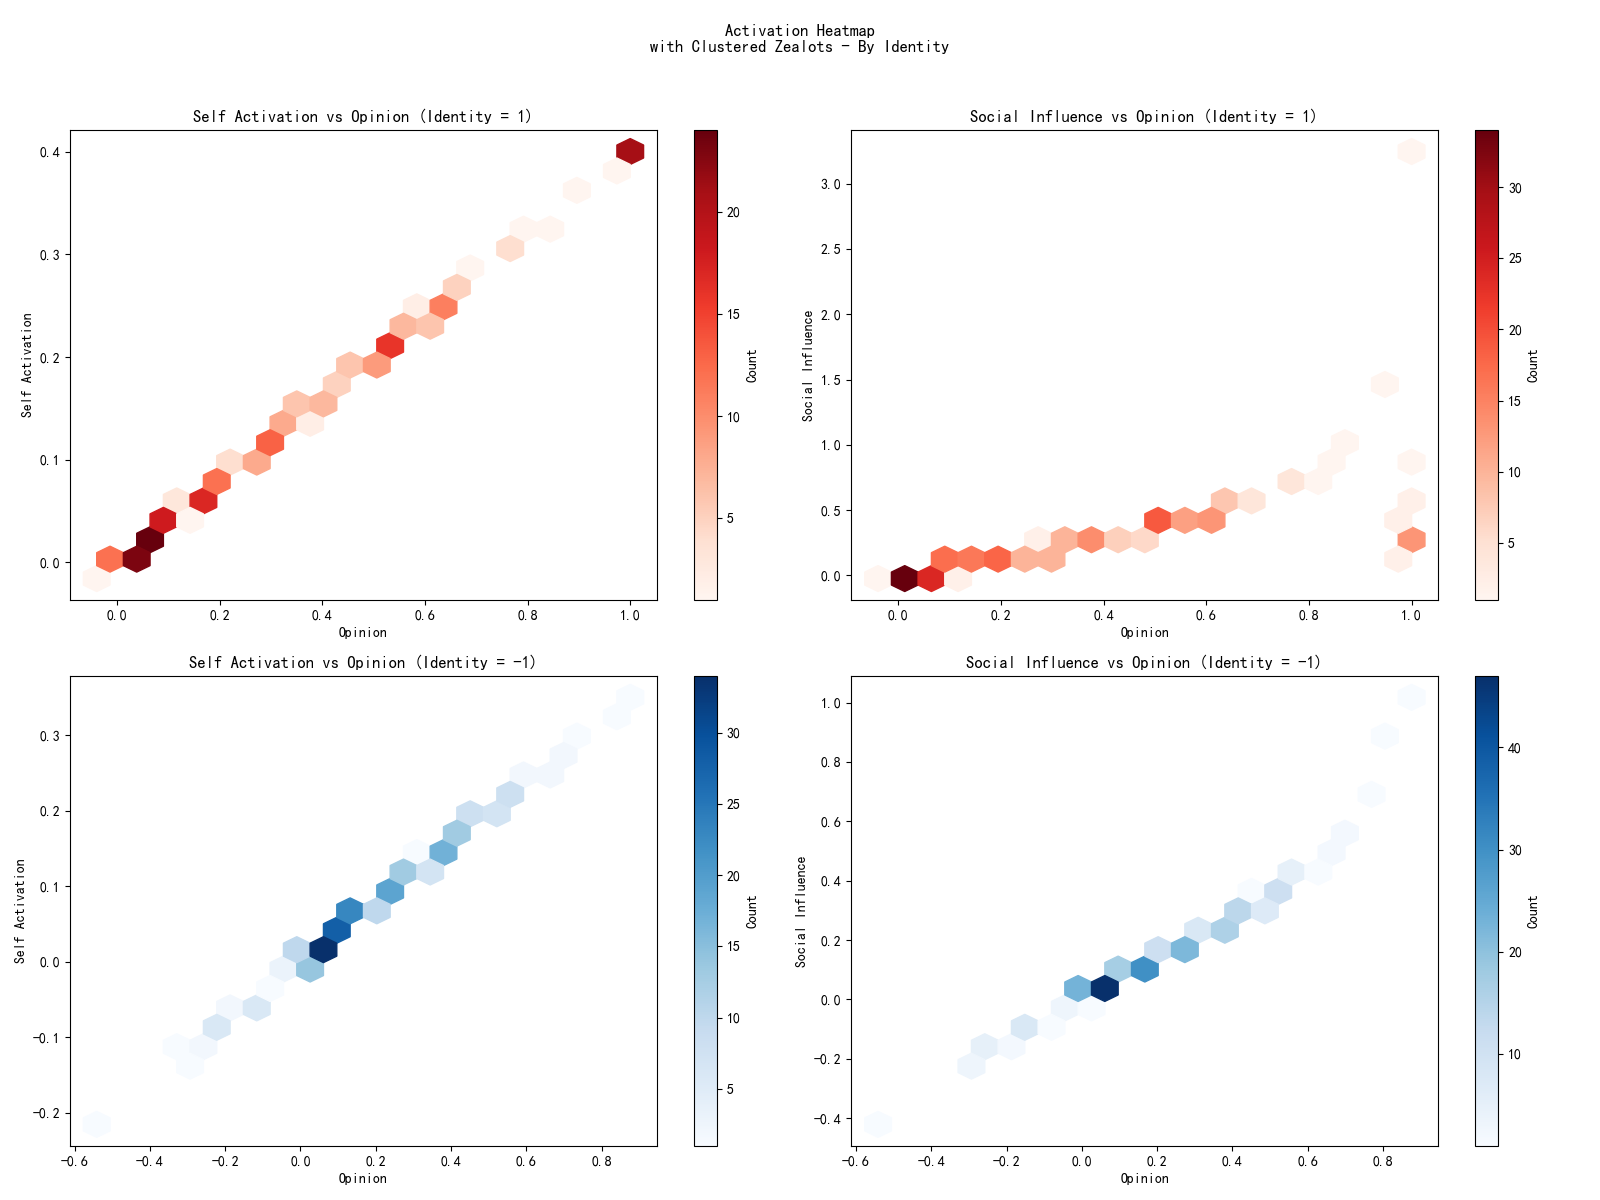 Activation Heatmap
with Clustered Zealots - By Identity
Self Activation vs Opinion (Identity = 1)
Self Activation
0.4
0.3
0.2
0.1
0.0
0.0 0.2 0.4 0.6 0.8 1.0
Opinion
20
15
10
5
Count
Social Influence vs Opinion (Identity = 1)
Social Influence
3.0
2.5
2.0
1.5
1.0
0.5
0.0
0.0 0.2 0.4 0.6 0.8 1.0
Opinion
30
25
20
15
10
5
Count
Self Activation vs Opinion (Identity = -1)
Self Activation
0.3
0.2
0.1
0.0
-0.1
-0.2
-0.6 -0.4 -0.2 0.0 0.2 0.4 0.6 0.8
Opinion
30
25
20
15
10
5
Count
Social Influence vs Opinion (Identity = -1)
Social Influence
1.0
0.8
0.6
0.4
0.2
0.0
-0.2
-0.4
-0.6 -0.4 -0.2 0.0 0.2 0.4 0.6 0.8
Opinion
40
30
20
10
Count